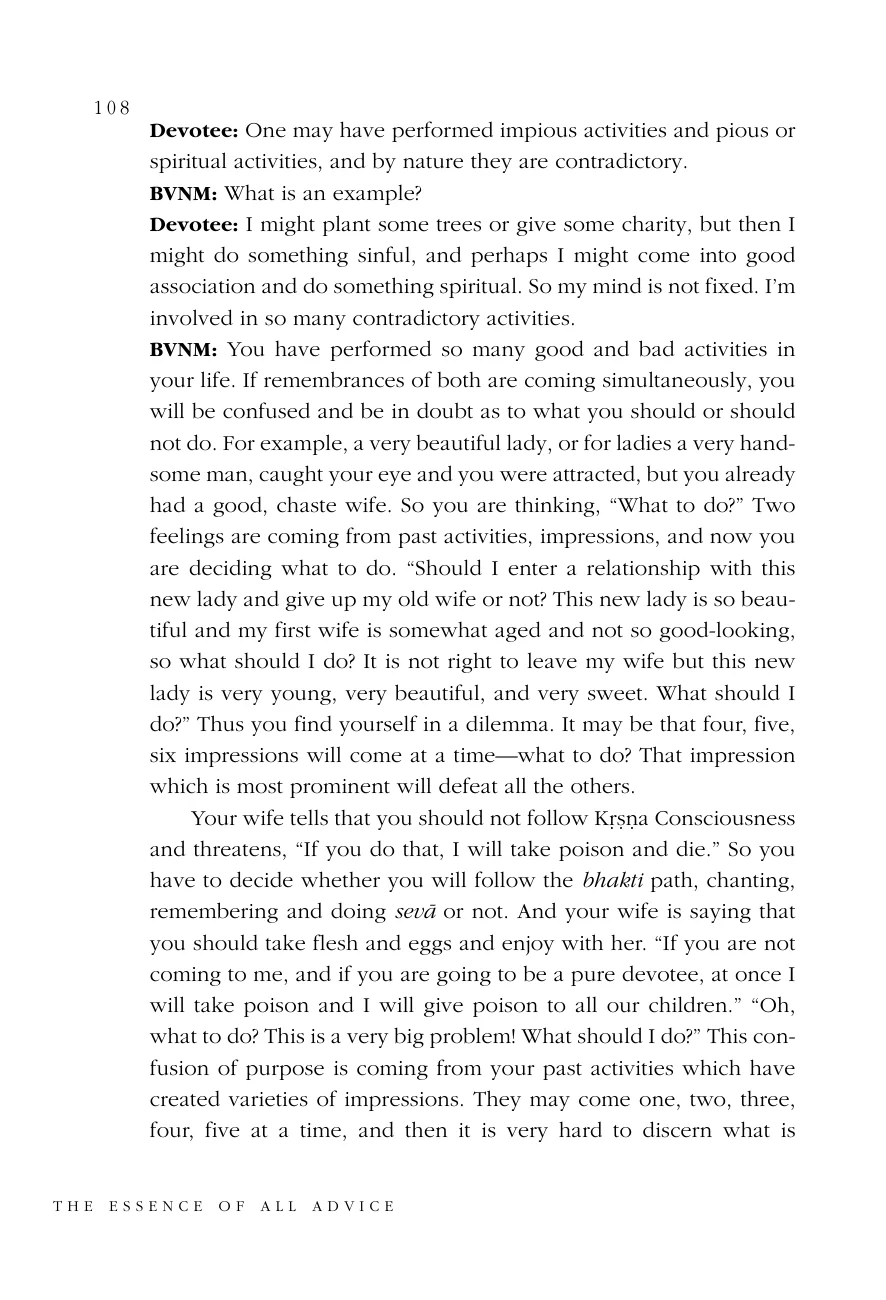 108
Devotee: One may have performed impious activities and pious or
spiritual activities, and by nature they are contradictory.
BVNM: What is an example?
Devotee: I might plant some trees or give some charity, but then I
might do something sinful, and perhaps I might come into good
association and do something spiritual. So my mind is not fixed. I’m
involved in so many contradictory activities.
BVNM: You have performed so many good and bad activities in
your life. If remembrances of both are coming simultaneously, you
will be confused and be in doubt as to what you should or should
not do. For example, a very beautiful lady, or for ladies a very hand-
some man, caught your eye and you were attracted, but you already
had a good, chaste wife. So you are thinking, “What to do?” Two
feelings are coming from past activities, impressions, and now you
are deciding what to do. “Should I enter a relationship with this
new lady and give up my old wife or not? This new lady is so beau-
tiful and my first wife is somewhat aged and not so good-looking,
so what should I do? It is not right to leave my wife but this new
lady is very young, very beautiful, and very sweet. What should I
do?” Thus you find yourself in a dilemma. It may be that four, five,
six impressions will come at a time—what to do? That impression
which is most prominent will defeat all the others.
Your wife tells that you should not follow Kṛṣṇa Consciousness
and threatens, “If you do that, I will take poison and die.” So you
have to decide whether you will follow the bhakti path, chanting,
remembering and doing sevā or not. And your wife is saying that
you should take flesh and eggs and enjoy with her. “If you are not
coming to me, and if you are going to be a pure devotee, at once I
will take poison and I will give poison to all our children.” “Oh,
what to do? This is a very big problem! What should I do?” This con-
fusion of purpose is coming from your past activities which have
created varieties of impressions. They may come one, two, three,
four, five at a time, and then it is very hard to discern what is
THE ESSENCE OF ALL ADVICE